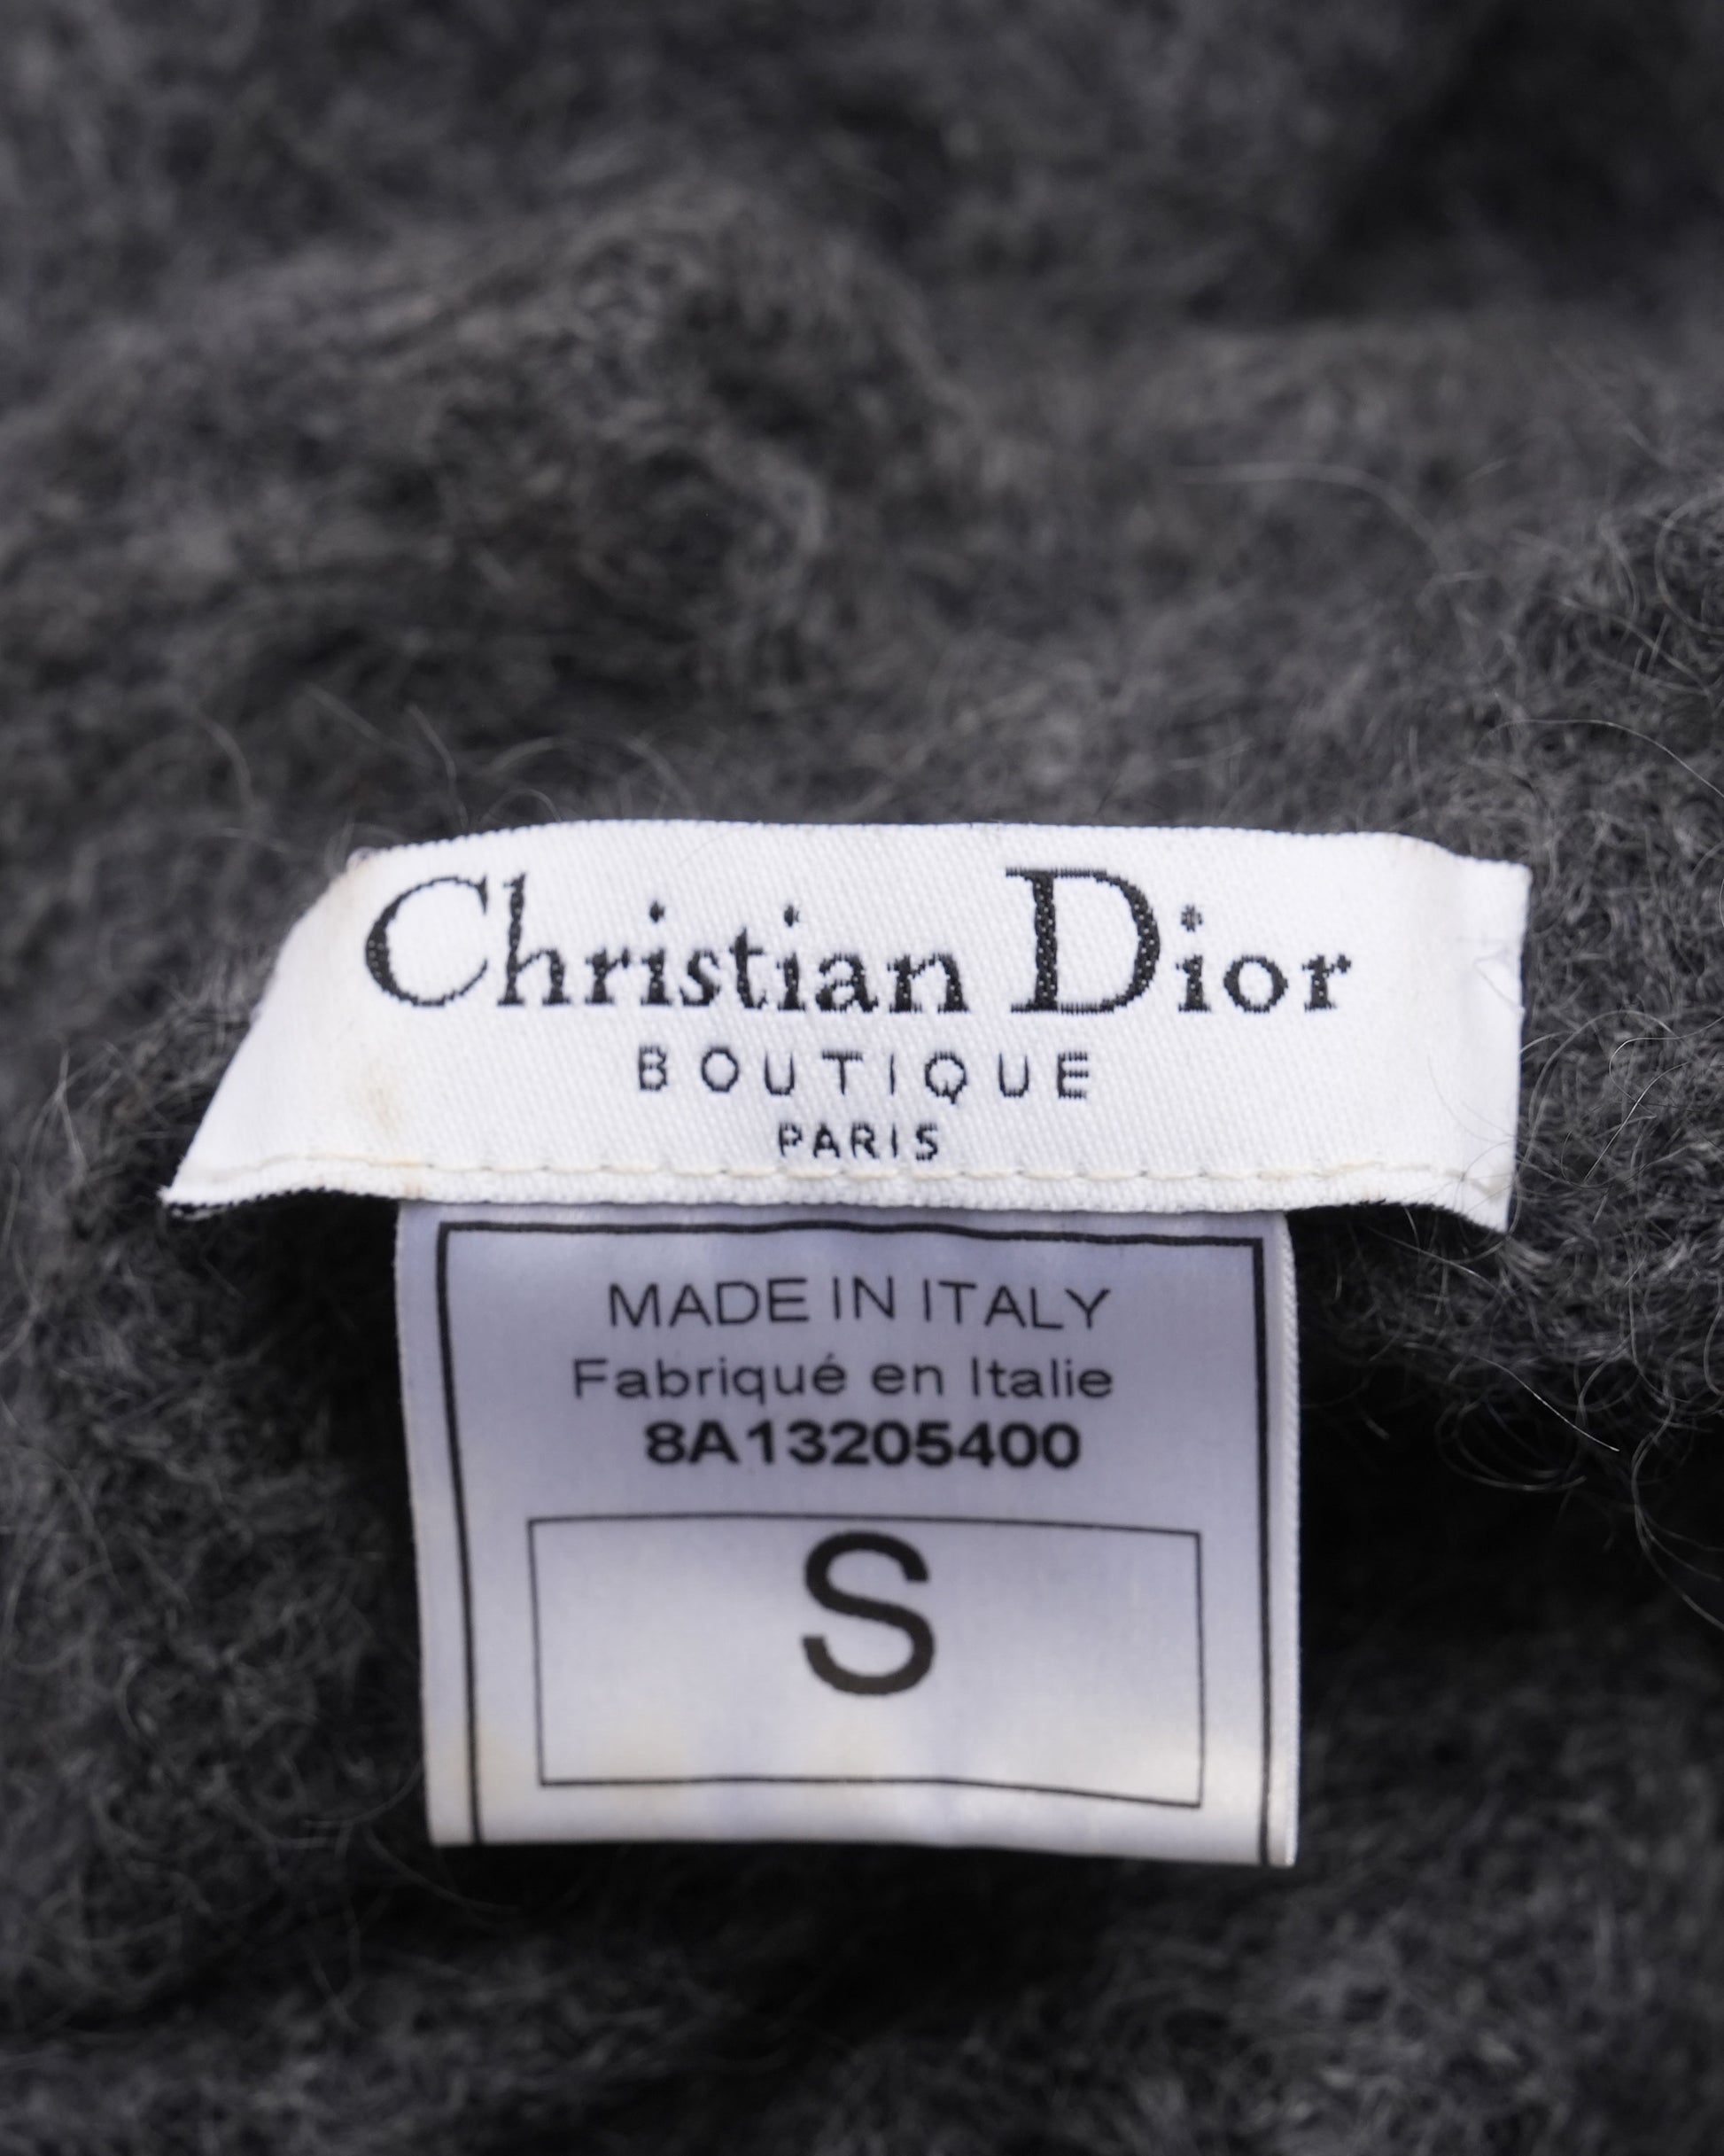 Christian Dior
BOUTIQUE
PARIS
MADE IN ITALY
Fabriqué en Italie
8A13205400
S